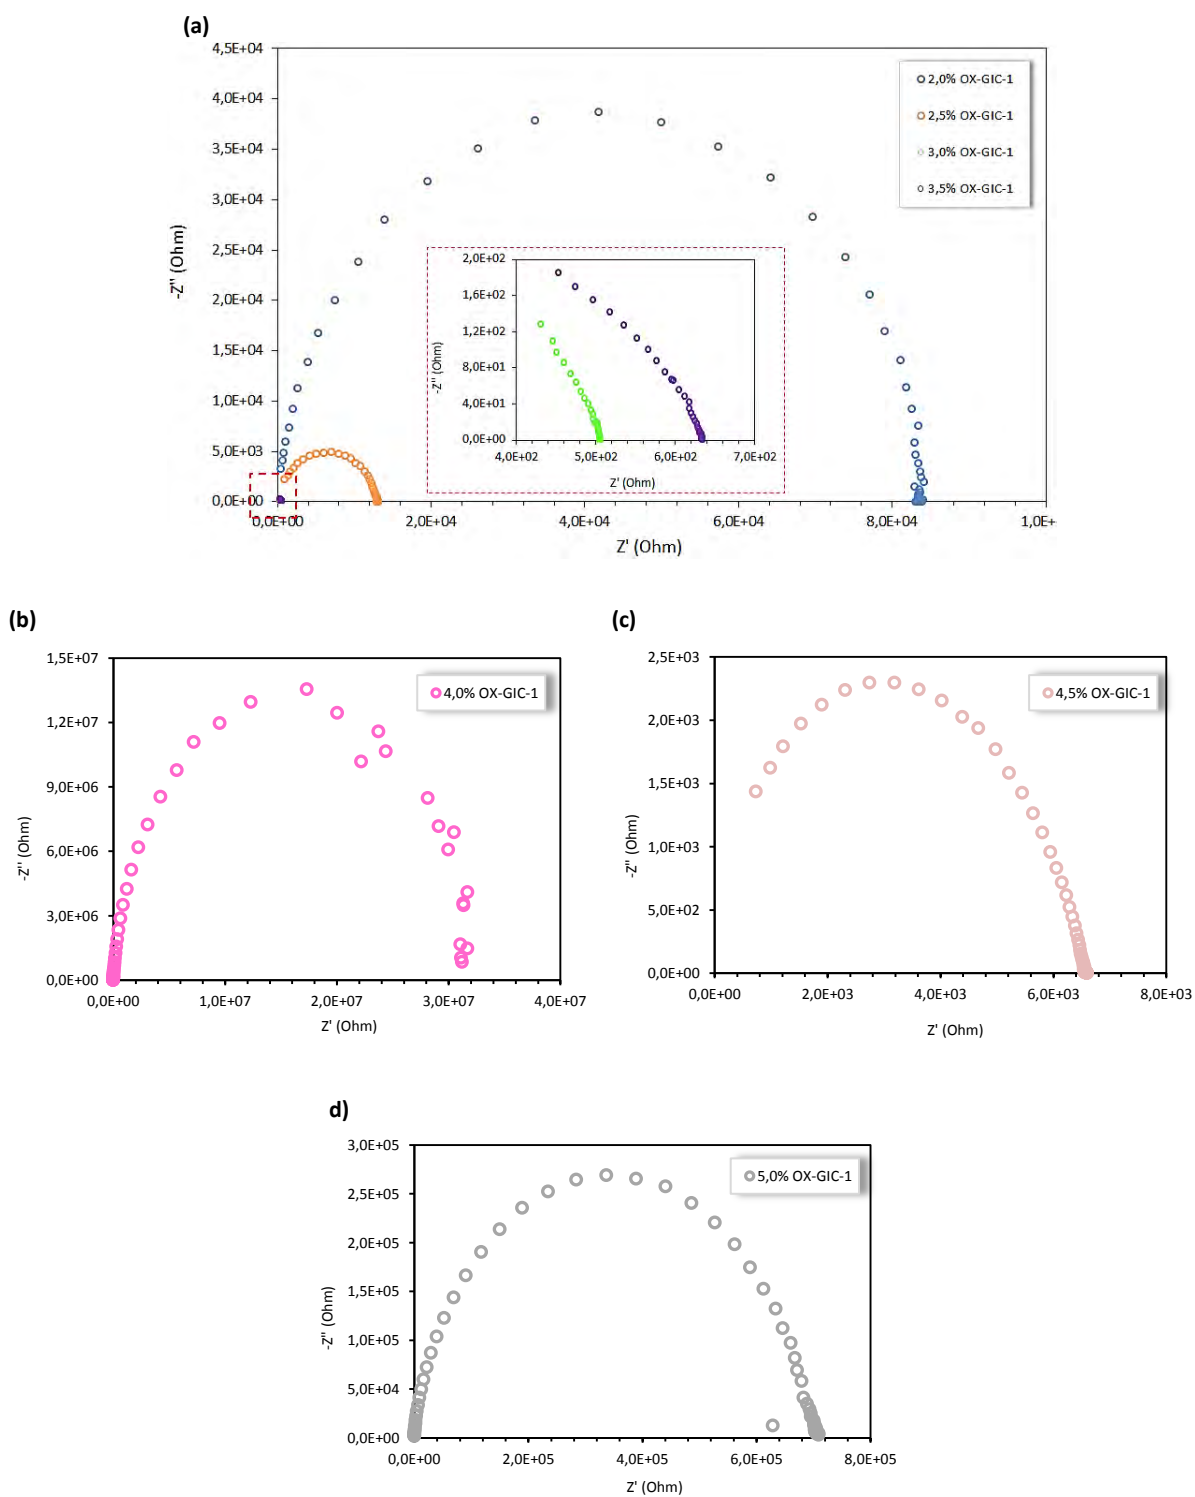 (a)
4,5E+04
4,0E+04
3,5E+04
3,0E+04
2,5E+04
2,0E+04
1,5E+04
1,0E+04
5,0E+03
0,0E+00
-Z'' (Ohm)
0,0E+00 2,0E+04 4,0E+04 6,0E+04 8,0E+04 1,0E+
Z' (Ohm)
2,0% OX-GIC-1
2,5% OX-GIC-1
3,0% OX-GIC-1
3,5% OX-GIC-1
2,0E+02
1,6E+02
1,2E+02
8,0E+01
4,0E+01
0,0E+00
-Z'' (Ohm)
4,0E+02 5,0E+02 6,0E+02 7,0E+02
Z' (Ohm)
(b)
1,5E+07
1,2E+07
9,0E+06
6,0E+06
3,0E+06
0,0E+00
-Z'' (Ohm)
0,0E+00 1,0E+07 2,0E+07 3,0E+07 4,0E+07
Z' (Ohm)
4,0% OX-GIC-1
(c)
2,5E+03
2,0E+03
1,5E+03
1,0E+03
5,0E+02
0,0E+00
-Z'' (Ohm)
0,0E+00 2,0E+03 4,0E+03 6,0E+03 8,0E+03
Z' (Ohm)
4,5% OX-GIC-1
d)
3,0E+05
2,5E+05
2,0E+05
1,5E+05
1,0E+05
5,0E+04
0,0E+00
-Z'' (Ohm)
0,0E+00 2,0E+05 4,0E+05 6,0E+05 8,0E+05
Z' (Ohm)
5,0% OX-GIC-1